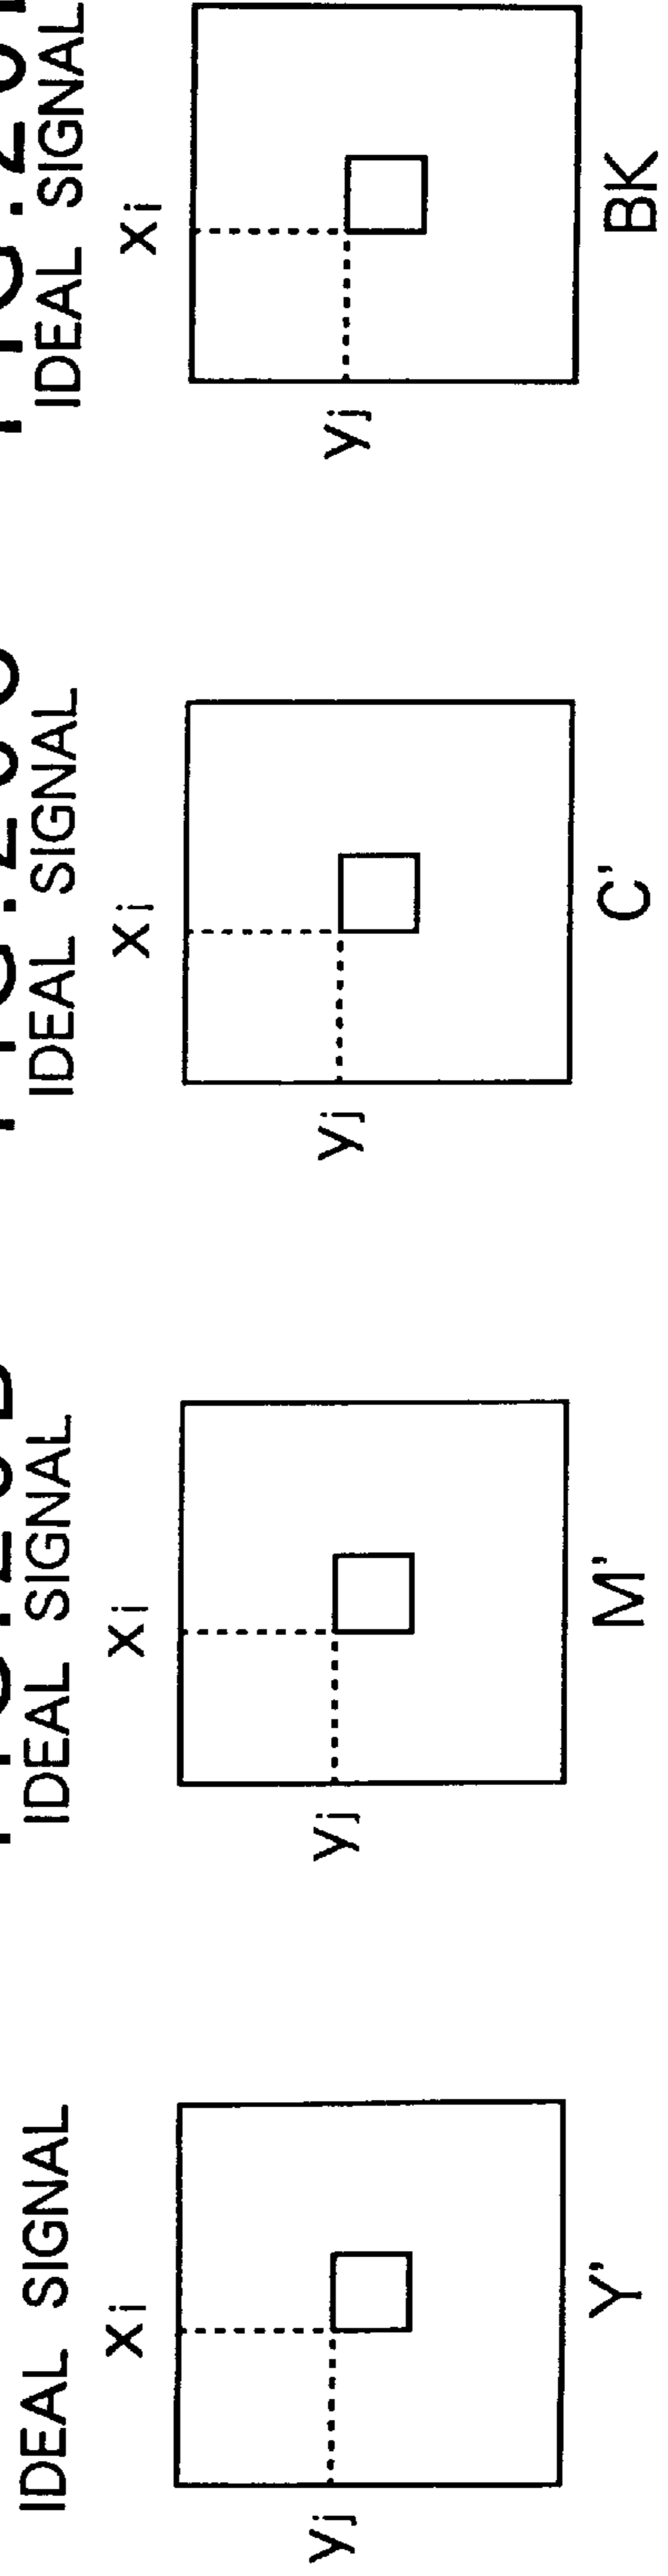 IDEAL SIGNAL
xi
yj
Y'
IDEAL SIGNAL
xi
yj
M'
IDEAL SIGNAL
xi
yj
C'
IDEAL SIGNAL
xi
yj
BK